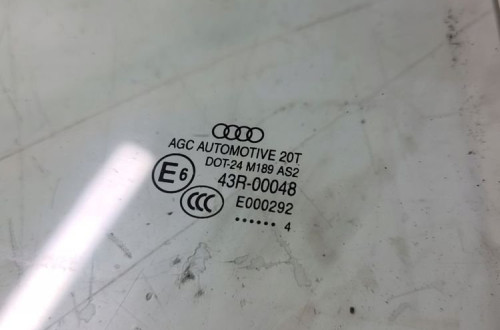 AGC AUTOMOTIVE 20T
DOT-24 M189 AS2
E6 43R-00048
CCC E000292
...... 4